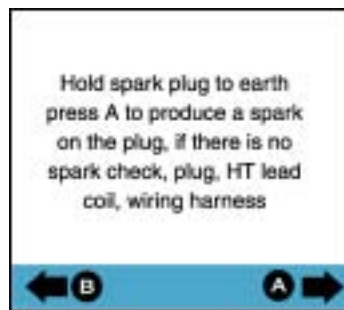 Hold spark plug to earth
press A to produce a spark
on the plug, if there is no
spark check, plug, HT lead
coil, wiring harness
B A